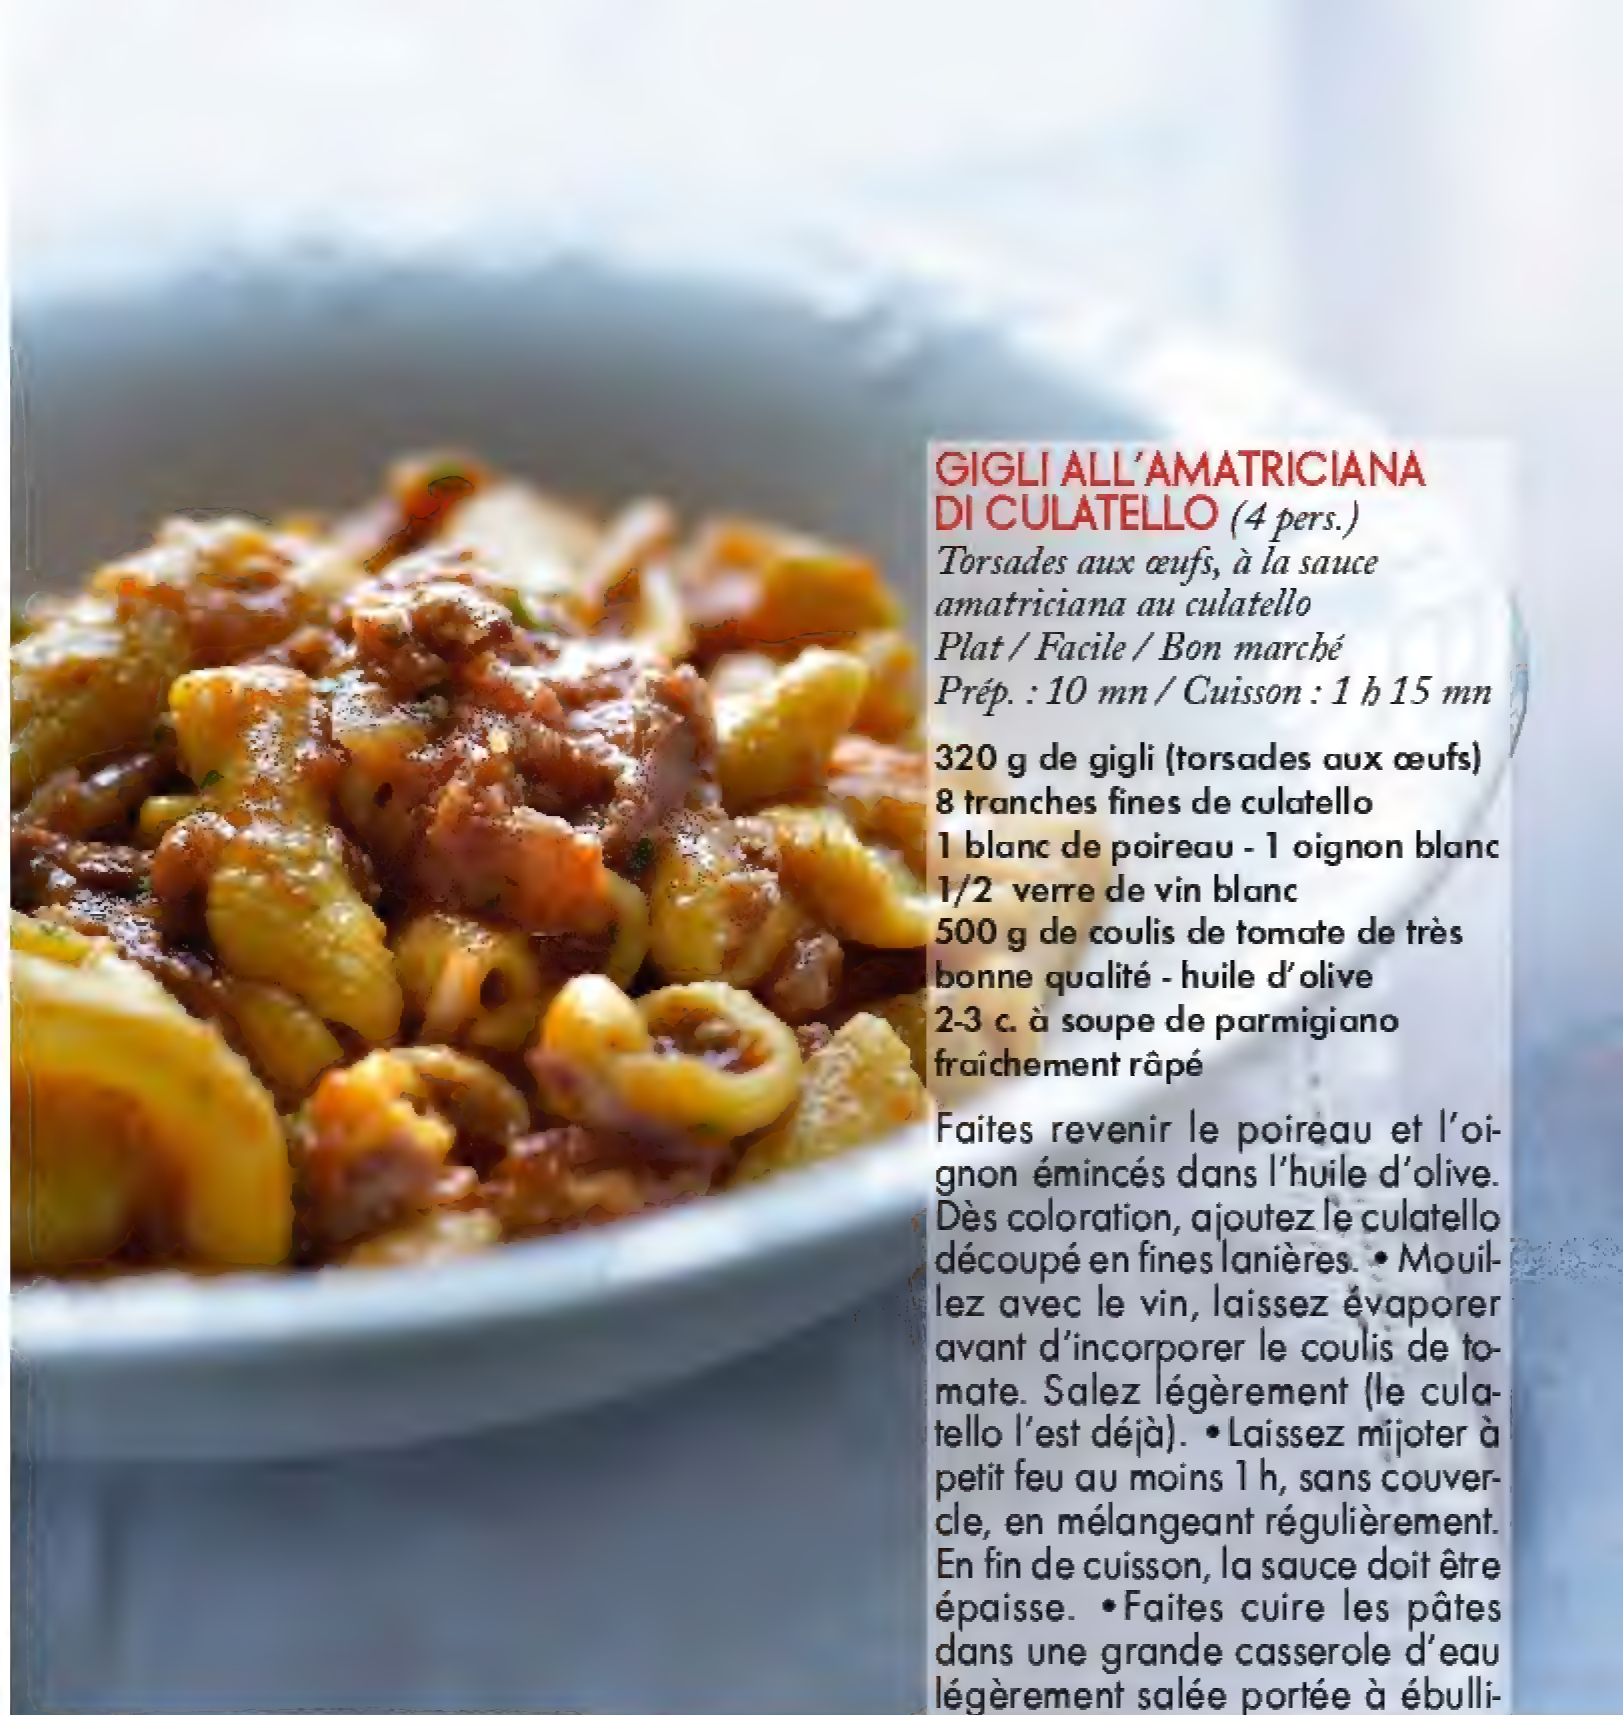 GIGLI ALL'AMATRICIANA
DI CULATELLO (4 pers.)
Torsades aux œufs, à la sauce
amatriciana au culatello
Plat / Facile / Bon marché
Prép. : 10 mn / Cuisson : 1 h 15 mn
320 g de gigli (torsades aux œufs)
8 tranches fines de culatello
1 blanc de poireau - 1 oignon blanc
1/2 verre de vin blanc
500 g de coulis de tomate de très
bonne qualité - huile d'olive
2-3 c. à soupe de parmigiano
fraîchement râpé
Faites revenir le poireau et l'oi-
gnon émincés dans l'huile d'olive.
Dès coloration, ajoutez le culatello
découpé en fines lanières. • Mouil-
lez avec le vin, laissez évaporer
avant d'incorporer le coulis de to-
mate. Salez légèrement (le cula-
tello l'est déjà). • Laissez mijoter à
petit feu au moins 1 h, sans couver-
cle, en mélangeant régulièrement.
En fin de cuisson, la sauce doit être
épaisse. • Faites cuire les pâtes
dans une grande casserole d'eau
légèrement salée portée à ébulli-